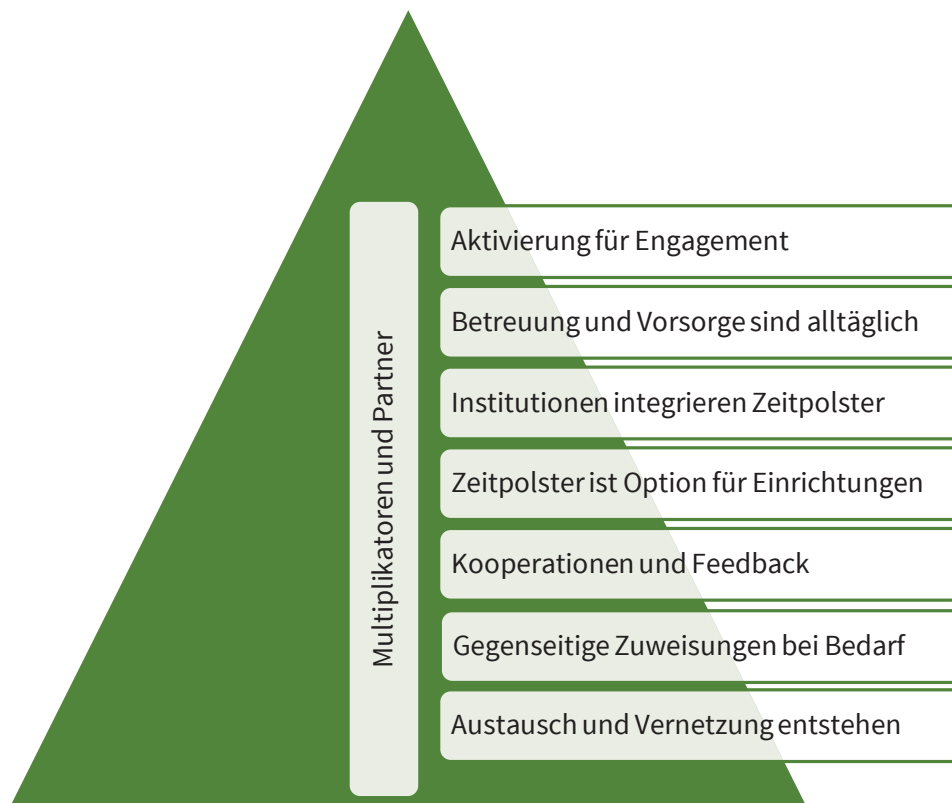 Multiplikatoren und Partner
Aktivierung für Engagement
Betreuung und Vorsorge sind alltäglich
Institutionen integrieren Zeitpolster
Zeitpolster ist Option für Einrichtungen
Kooperationen und Feedback
Gegenseitige Zuweisungen bei Bedarf
Austausch und Vernetzung entstehen